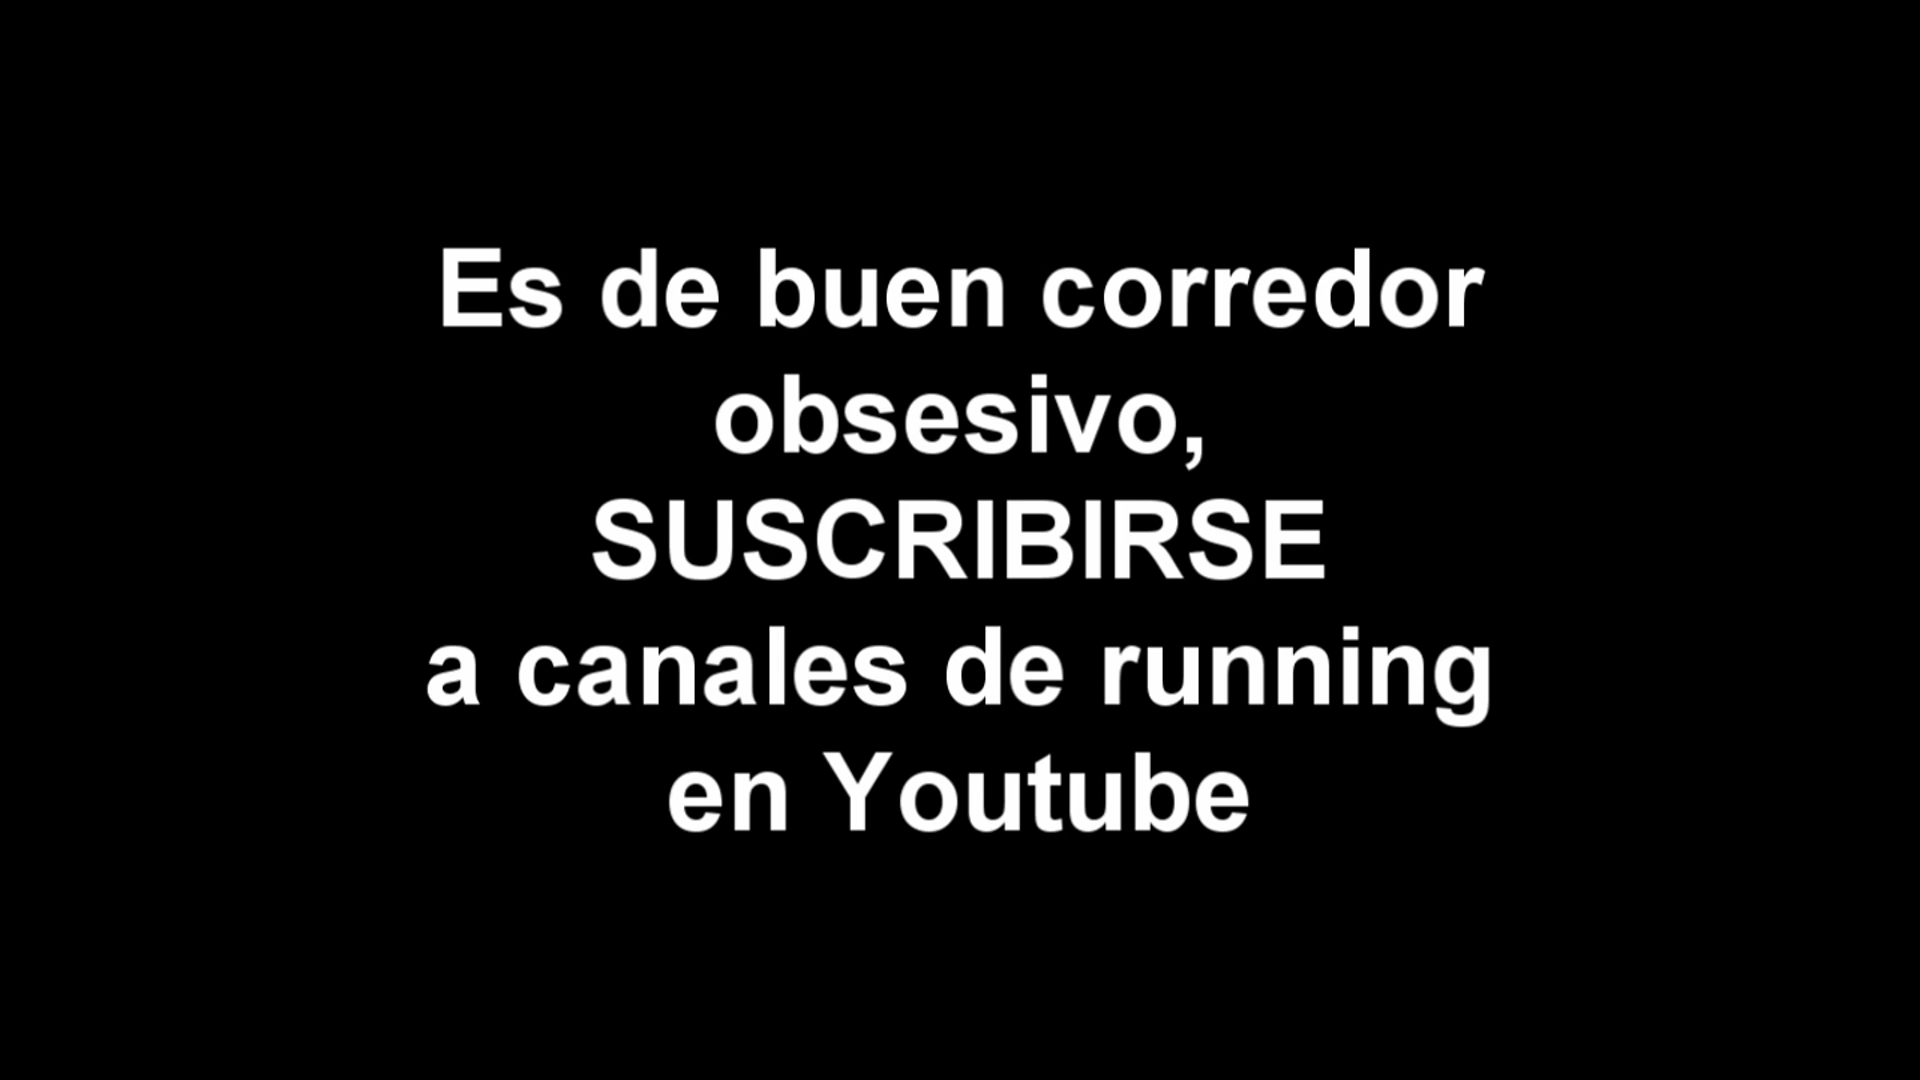 Es de buen corredor
obsesivo,
SUSCRIBIRSE
a canales de running
en Youtube